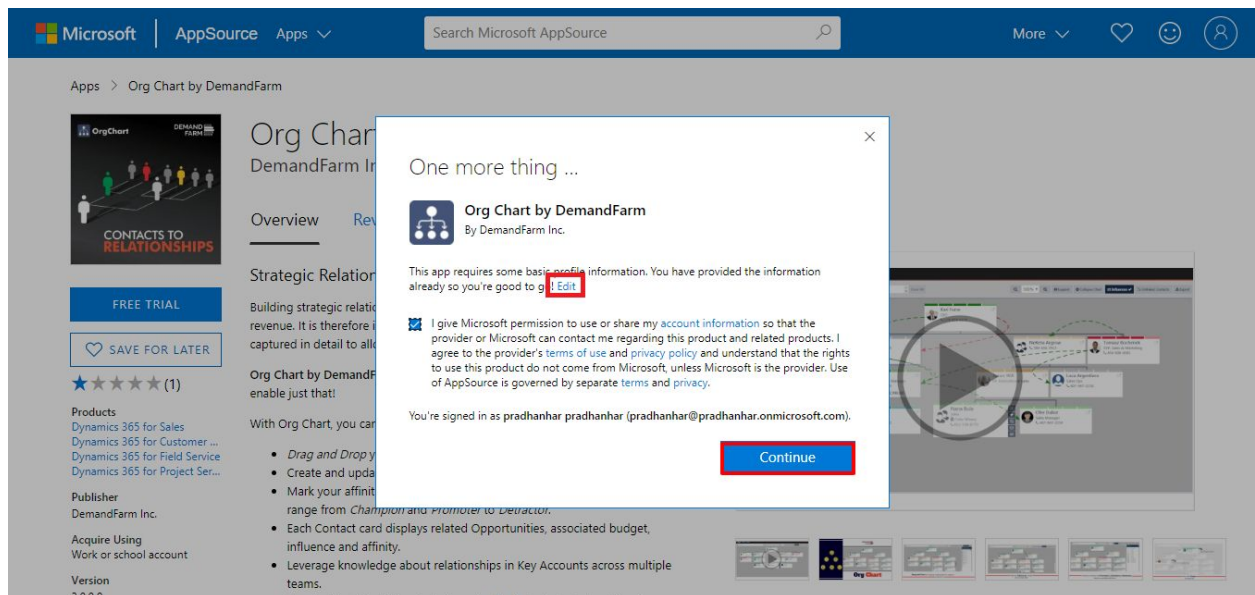 Microsoft AppSource Apps Search Microsoft AppSource More
Apps > Org Chart by DemandFarm
OrgChart DEMAND FARM
CONTACTS TO
RELATIONSHIPS
FREE TRIAL
SAVE FOR LATER
(1)
Products
Dynamics 365 for Sales
Dynamics 365 for Customer ...
Dynamics 365 for Field Service
Dynamics 365 for Project Ser...
Publisher
DemandFarm Inc.
Acquire Using
Work or school account
Version
Org Char
DemandFarm Ir
Overview Rev
Strategic Relation
Building strategic relatic
revenue. It is therefore i
captured in detail to allo
Org Chart by DemandF
enable just that!
With Org Chart, you car
Drag and Drop y
Create and upda
Mark your affinit
range from Champion and Promoter to Detractor.
Each Contact card displays related Opportunities, associated budget,
influence and affinity.
Leverage knowledge about relationships in Key Accounts across multiple
teams.
One more thing ...
Org Chart by DemandFarm
By DemandFarm Inc.
This app requires some basic profile information. You have provided the information
already so you're good to go! Edit
I give Microsoft permission to use or share my account information so that the
provider or Microsoft can contact me regarding this product and related products. I
agree to the provider's terms of use and privacy policy and understand that the rights
to use this product do not come from Microsoft, unless Microsoft is the provider. Use
of AppSource is governed by separate terms and privacy.
You're signed in as pradhanhar pradhanhar (pradhanhar@pradhanhar.onmicrosoft.com).
Continue
Org Chart